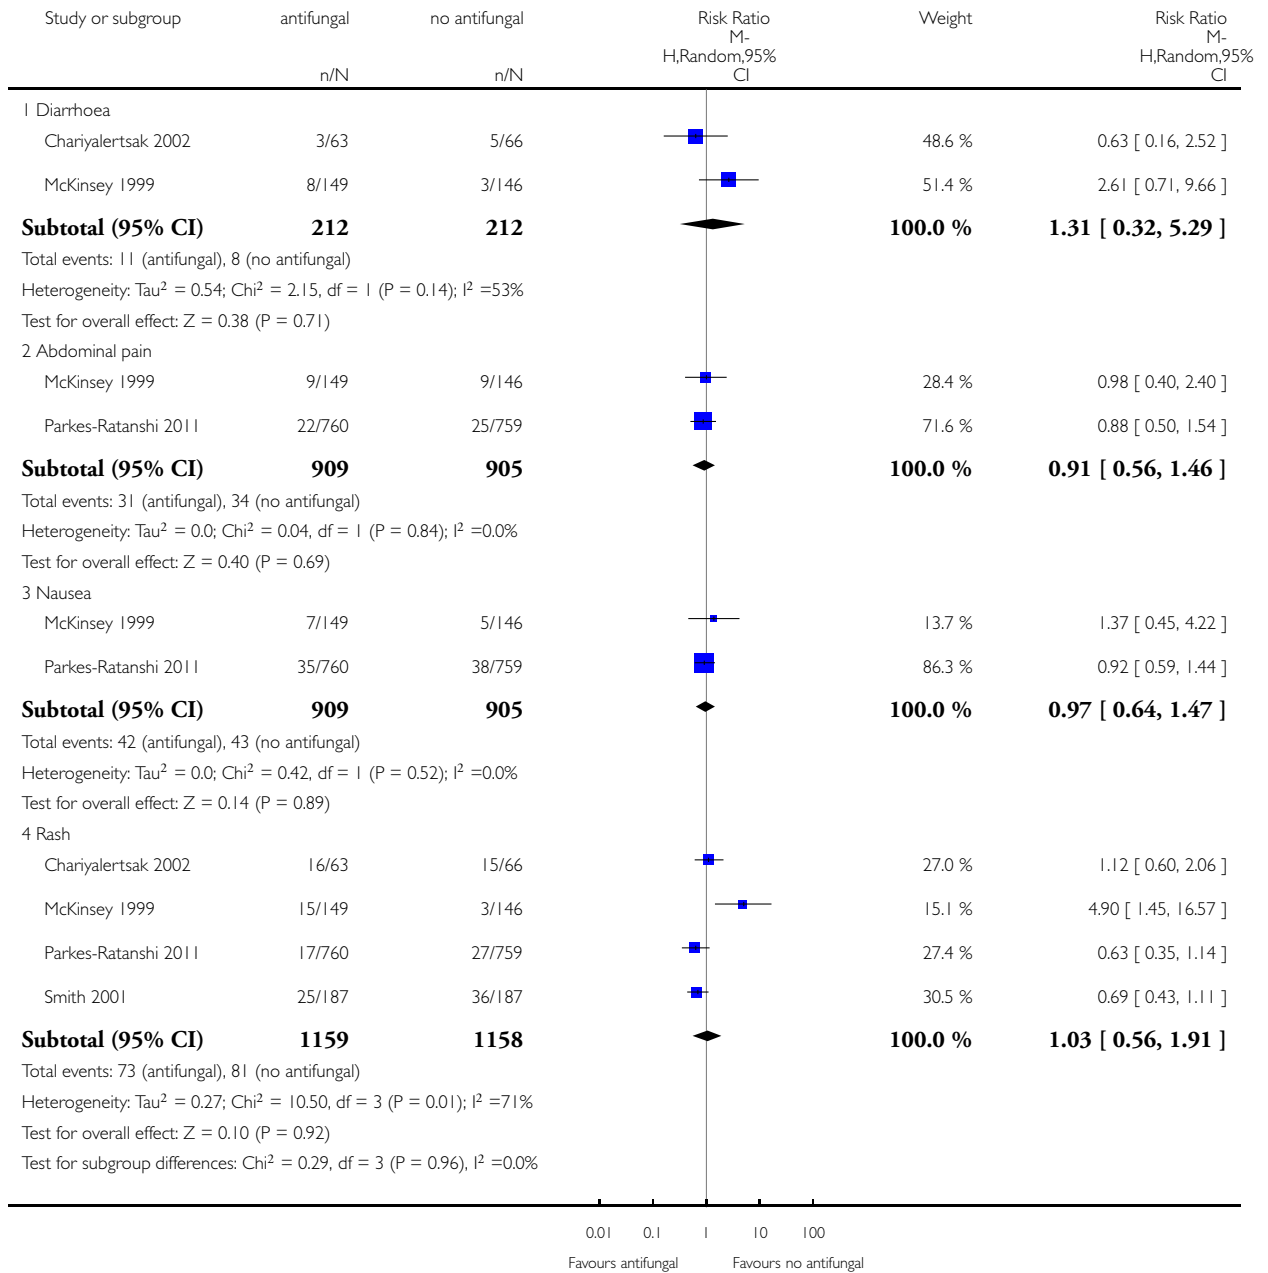 Study or subgroup antifungal no antifungal Risk Ratio Weight Risk Ratio
M- M-
H,Random,95% H,Random,95%
n/N n/N CI CI
1 Diarrhoea
Chariyalertsak 2002 3/63 5/66 48.6 % 0.63 [ 0.16, 2.52 ]
McKinsey 1999 8/149 3/146 51.4 % 2.61 [ 0.71, 9.66 ]
Subtotal (95% CI) 212 212 100.0 % 1.31 [ 0.32, 5.29 ]
Total events: 11 (antifungal), 8 (no antifungal)
Heterogeneity: Tau² = 0.54; Chi² = 2.15, df = 1 (P = 0.14); I² =53%
Test for overall effect: Z = 0.38 (P = 0.71)
2 Abdominal pain
McKinsey 1999 9/149 9/146 28.4 % 0.98 [ 0.40, 2.40 ]
Parkes-Ratanshi 2011 22/760 25/759 71.6 % 0.88 [ 0.50, 1.54 ]
Subtotal (95% CI) 909 905 100.0 % 0.91 [ 0.56, 1.46 ]
Total events: 31 (antifungal), 34 (no antifungal)
Heterogeneity: Tau² = 0.0; Chi² = 0.04, df = 1 (P = 0.84); I² =0.0%
Test for overall effect: Z = 0.40 (P = 0.69)
3 Nausea
McKinsey 1999 7/149 5/146 13.7 % 1.37 [ 0.45, 4.22 ]
Parkes-Ratanshi 2011 35/760 38/759 86.3 % 0.92 [ 0.59, 1.44 ]
Subtotal (95% CI) 909 905 100.0 % 0.97 [ 0.64, 1.47 ]
Total events: 42 (antifungal), 43 (no antifungal)
Heterogeneity: Tau² = 0.0; Chi² = 0.42, df = 1 (P = 0.52); I² =0.0%
Test for overall effect: Z = 0.14 (P = 0.89)
4 Rash
Chariyalertsak 2002 16/63 15/66 27.0 % 1.12 [ 0.60, 2.06 ]
McKinsey 1999 15/149 3/146 15.1 % 4.90 [ 1.45, 16.57 ]
Parkes-Ratanshi 2011 17/760 27/759 27.4 % 0.63 [ 0.35, 1.14 ]
Smith 2001 25/187 36/187 30.5 % 0.69 [ 0.43, 1.11 ]
Subtotal (95% CI) 1159 1158 100.0 % 1.03 [ 0.56, 1.91 ]
Total events: 73 (antifungal), 81 (no antifungal)
Heterogeneity: Tau² = 0.27; Chi² = 10.50, df = 3 (P = 0.01); I² =71%
Test for overall effect: Z = 0.10 (P = 0.92)
Test for subgroup differences: Chi² = 0.29, df = 3 (P = 0.96), I² =0.0%
0.01 0.1 1 10 100
Favours antifungal Favours no antifungal